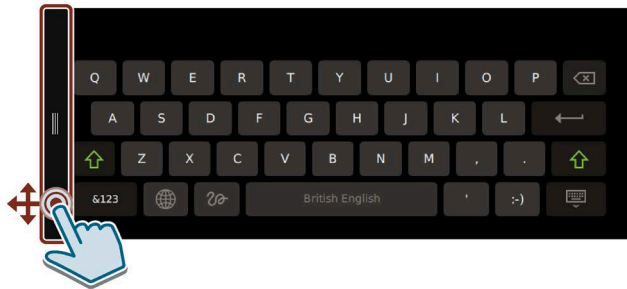 Q W E R T Y U I O P
A S D F G H J K L
Z X C V B N M , .
&123 British English ' :-)